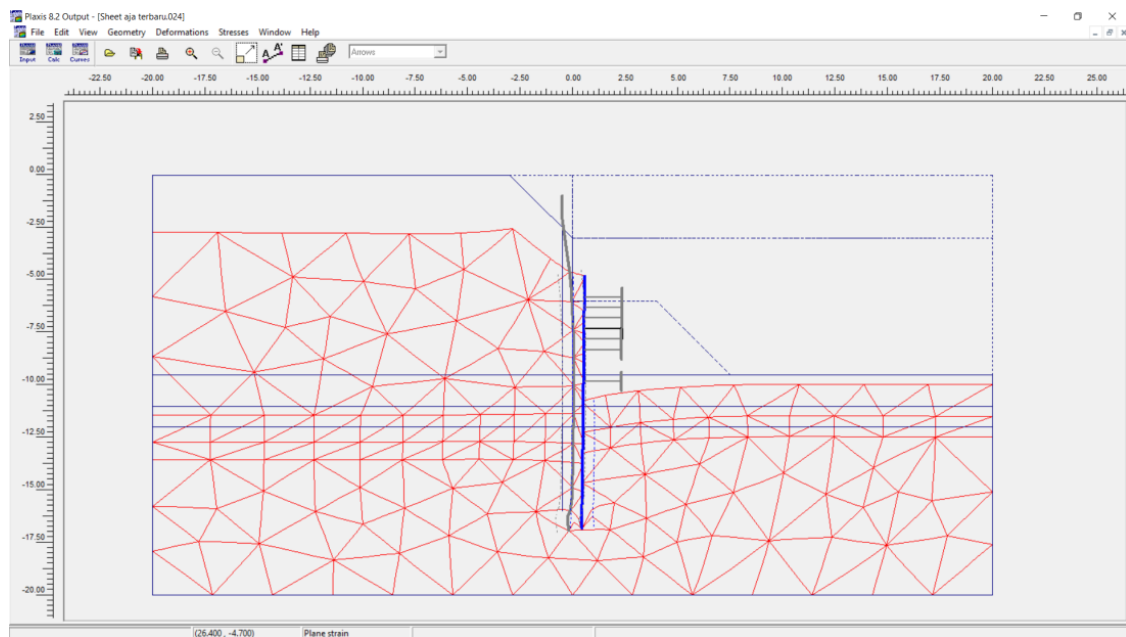 Plaxis 8.2 Output - [Sheet aja terbaru.024]
File Edit View Geometry Deformations Stresses Window Help
Input Calc Curves Arrows
-22.50 -20.00 -17.50 -15.00 -12.50 -10.00 -7.50 -5.00 -2.50 0.00 2.50 5.00 7.50 10.00 12.50 15.00 17.50 20.00 22.50 25.00
2.50
0.00
-2.50
-5.00
-7.50
-10.00
-12.50
-15.00
-17.50
-20.00
(26.400 , -4.700) Plane strain